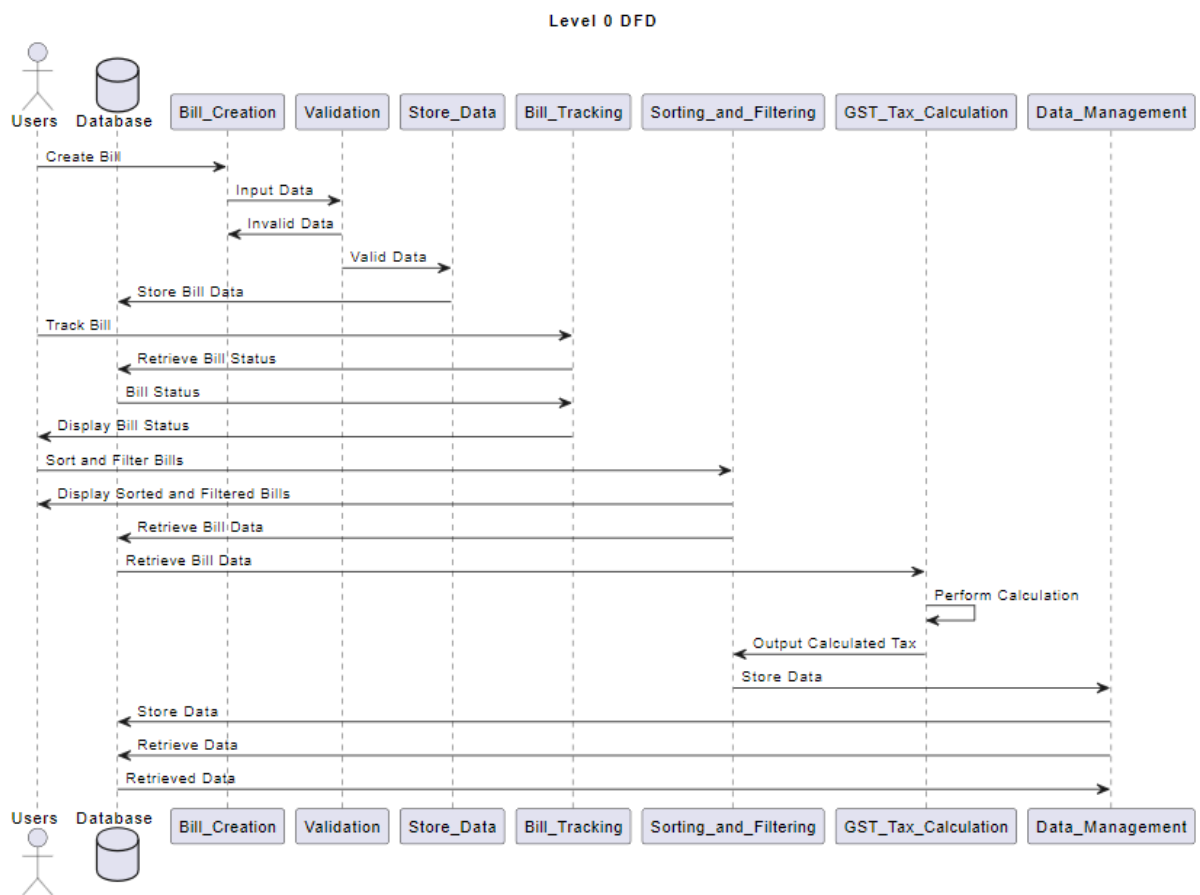 Level 0 DFD
Users Database Bill_Creation Validation Store_Data Bill_Tracking Sorting_and_Filtering GST_Tax_Calculation Data_Management
Create Bill
Input Data
Invalid Data
Valid Data
Store Bill Data
Track Bill
Retrieve Bill Status
Bill Status
Display Bill Status
Sort and Filter Bills
Display Sorted and Filtered Bills
Retrieve Bill Data
Retrieve Bill Data
Perform Calculation
Output Calculated Tax
Store Data
Store Data
Retrieve Data
Retrieved Data
Users Database Bill_Creation Validation Store_Data Bill_Tracking Sorting_and_Filtering GST_Tax_Calculation Data_Management